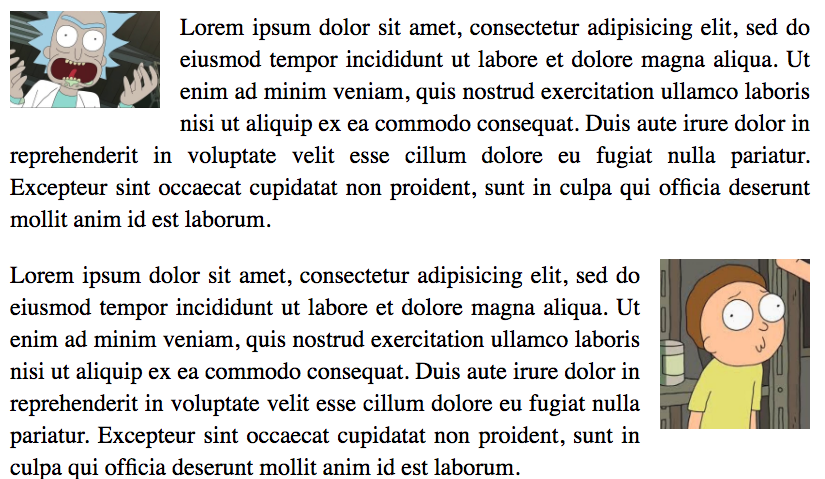 Lorem ipsum dolor sit amet, consectetur adipisicing elit, sed do
eiusmod tempor incididunt ut labore et dolore magna aliqua. Ut
enim ad minim veniam, quis nostrud exercitation ullamco laboris
nisi ut aliquip ex ea commodo consequat. Duis aute irure dolor in
reprehenderit in voluptate velit esse cillum dolore eu fugiat nulla pariatur.
Excepteur sint occaecat cupidatat non proident, sunt in culpa qui officia deserunt
mollit anim id est laborum.
Lorem ipsum dolor sit amet, consectetur adipisicing elit, sed do
eiusmod tempor incididunt ut labore et dolore magna aliqua. Ut
enim ad minim veniam, quis nostrud exercitation ullamco laboris
nisi ut aliquip ex ea commodo consequat. Duis aute irure dolor in
reprehenderit in voluptate velit esse cillum dolore eu fugiat nulla
pariatur. Excepteur sint occaecat cupidatat non proident, sunt in
culpa qui officia deserunt mollit anim id est laborum.